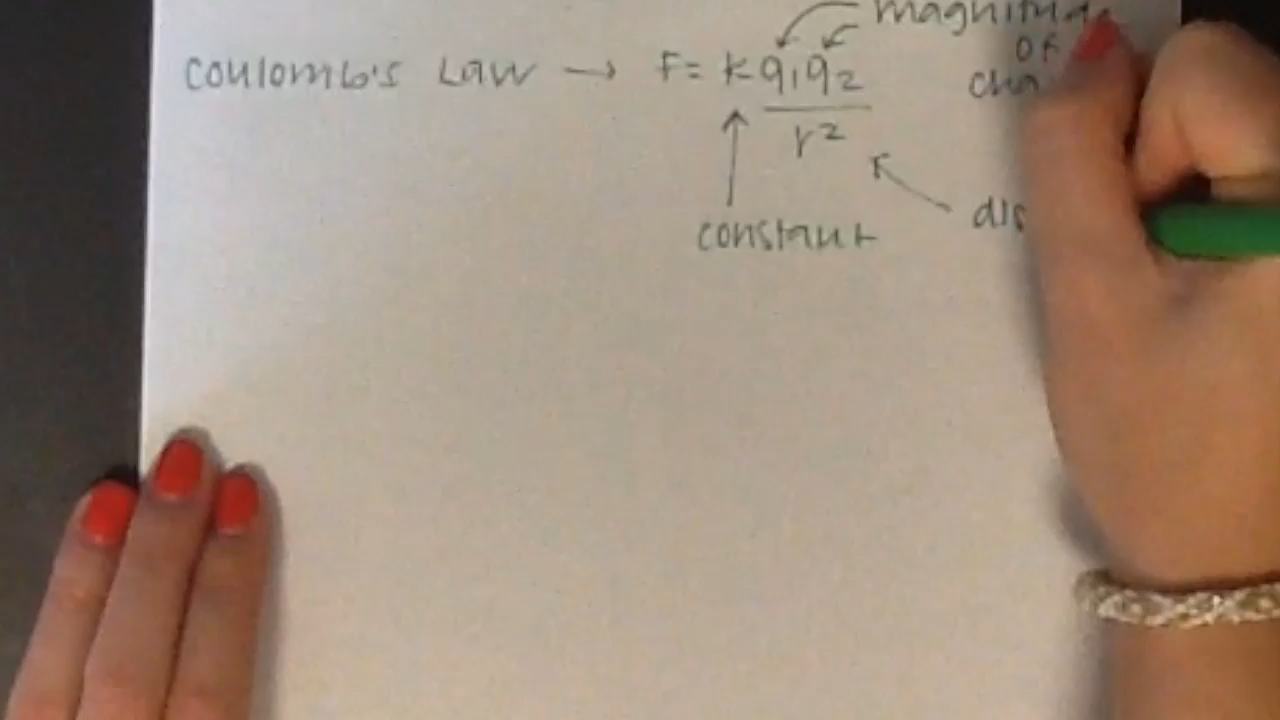 of
Coulomb's Law → F = kq₁q₂
r²
constant